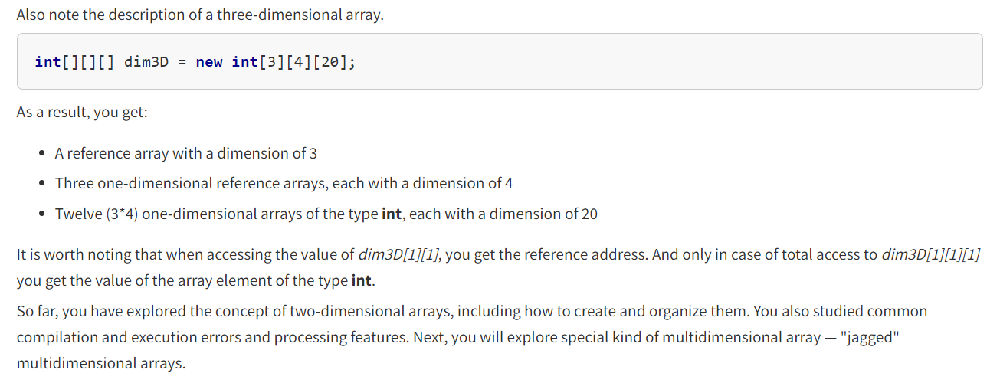 Also note the description of a three-dimensional array.
int[][][] dim3D = new int[3][4][20];
As a result, you get:
• A reference array with a dimension of 3
• Three one-dimensional reference arrays, each with a dimension of 4
• Twelve (3*4) one-dimensional arrays of the type int, each with a dimension of 20
It is worth noting that when accessing the value of dim3D[1][1], you get the reference address. And only in case of total access to dim3D[1][1][1]
you get the value of the array element of the type int.
So far, you have explored the concept of two-dimensional arrays, including how to create and organize them. You also studied common
compilation and execution errors and processing features. Next, you will explore special kind of multidimensional array — "jagged"
multidimensional arrays.